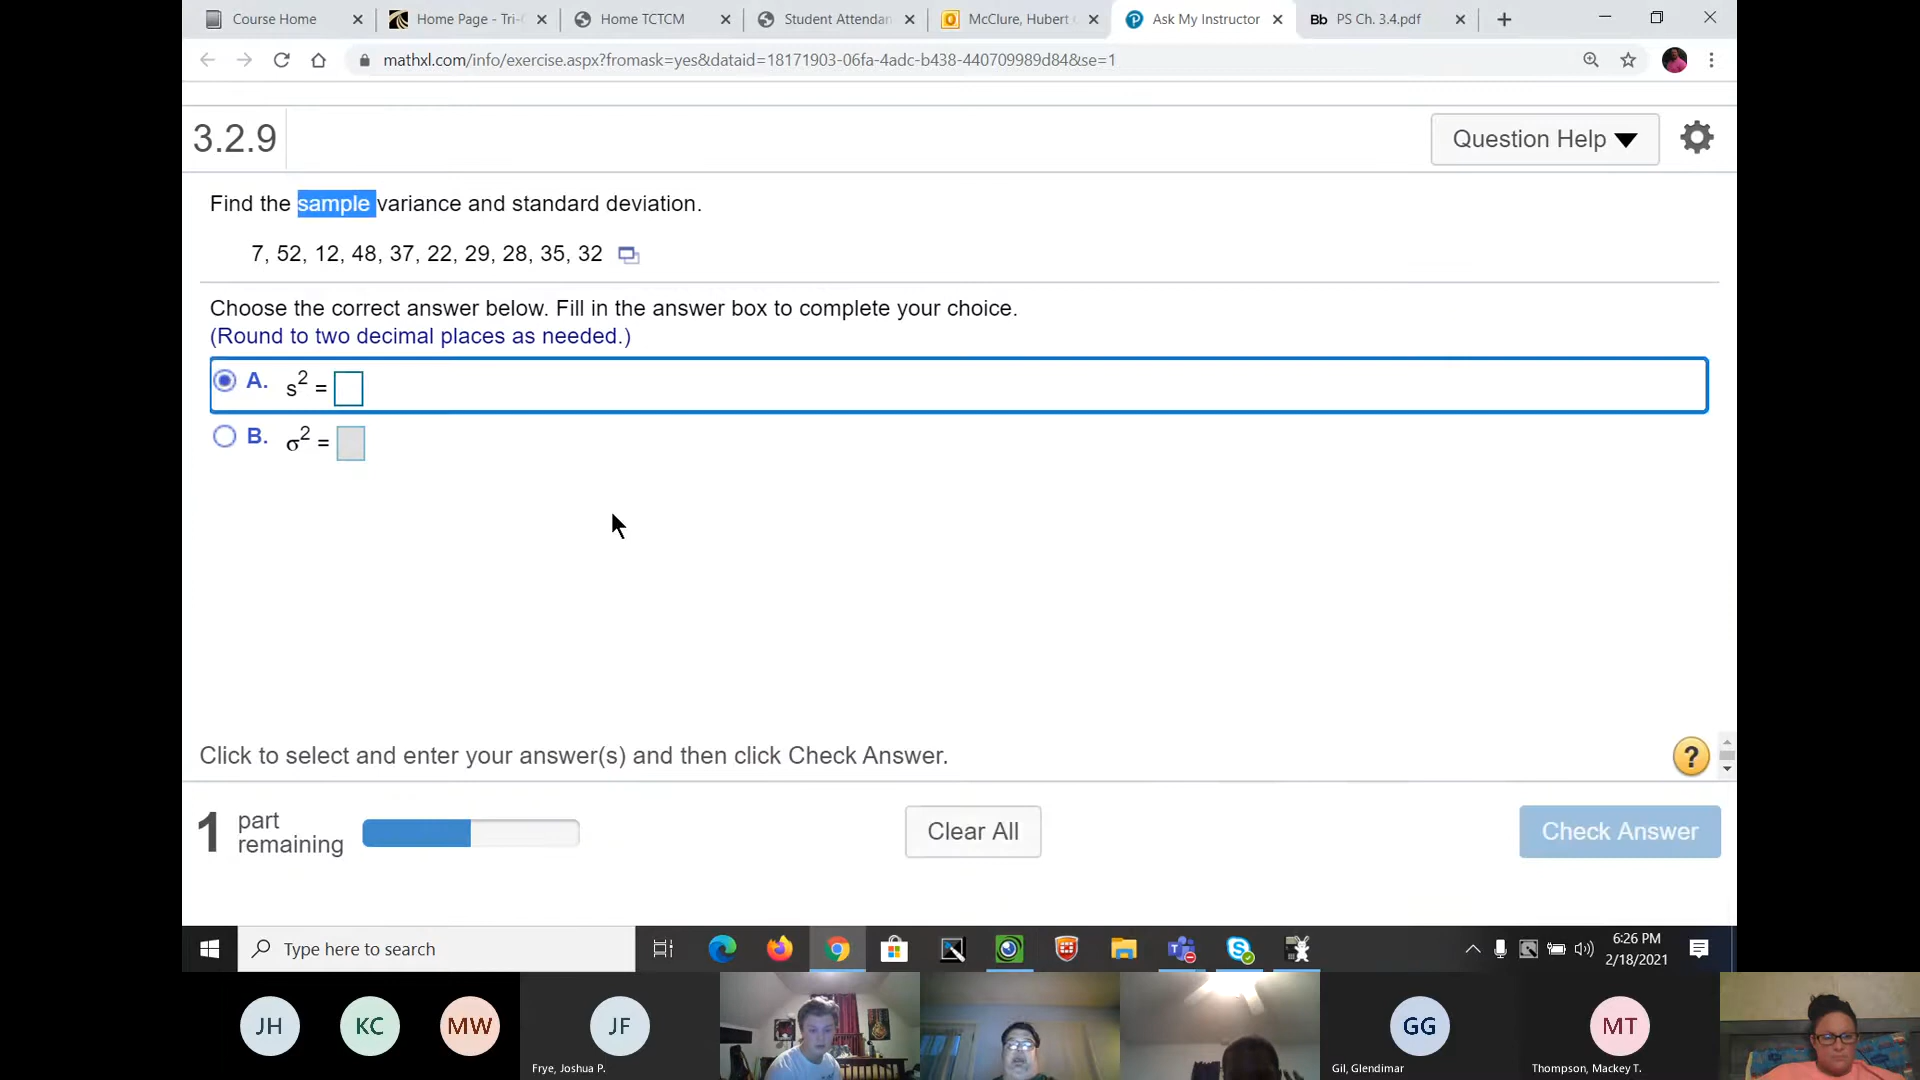 Course Home
Home Page - Tri-
Home TCTCM
Student Attendan
McClure, Hubert
Ask My Instructor
Bb PS Ch. 3.4.pdf
mathxl.com/info/exercise.aspx?fromask=yes&dataid=18171903-06fa-4adc-b438-440709989d84&se=1
3.2.9
Question Help
Find the sample variance and standard deviation.
7, 52, 12, 48, 37, 22, 29, 28, 35, 32
Choose the correct answer below. Fill in the answer box to complete your choice.
(Round to two decimal places as needed.)
A. s² =
B. σ² =
Click to select and enter your answer(s) and then click Check Answer.
?
1 part remaining
Clear All
Check Answer
Type here to search
6:26 PM
2/18/2021
JH
KC
MW
JF
GG
MT
Frye, Joshua P.
Gil, Glendimar
Thompson, Mackey T.